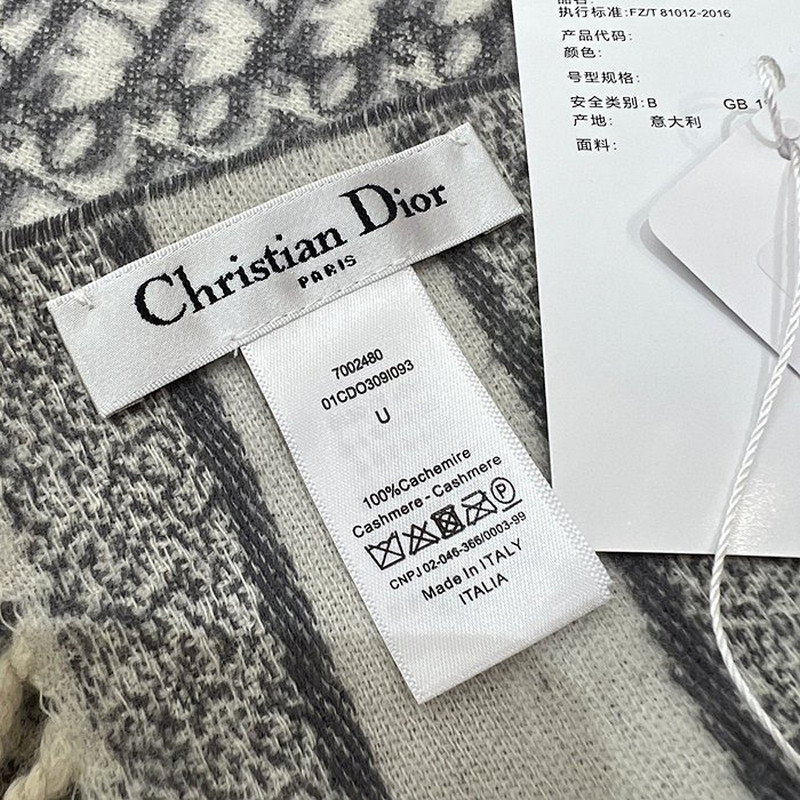 Christian Dior
PARIS
7002480
01CDO309I093
U
100%Cachemire
Cashmere-Cashmere
P
CNPJ 02-046-366/0003-99
Made In ITALY
ITALIA
执行标准:FZ/T 81012-2016
产品代码:
颜色:
号型规格:
安全类别:B GB 1
产地: 意大利
面料: